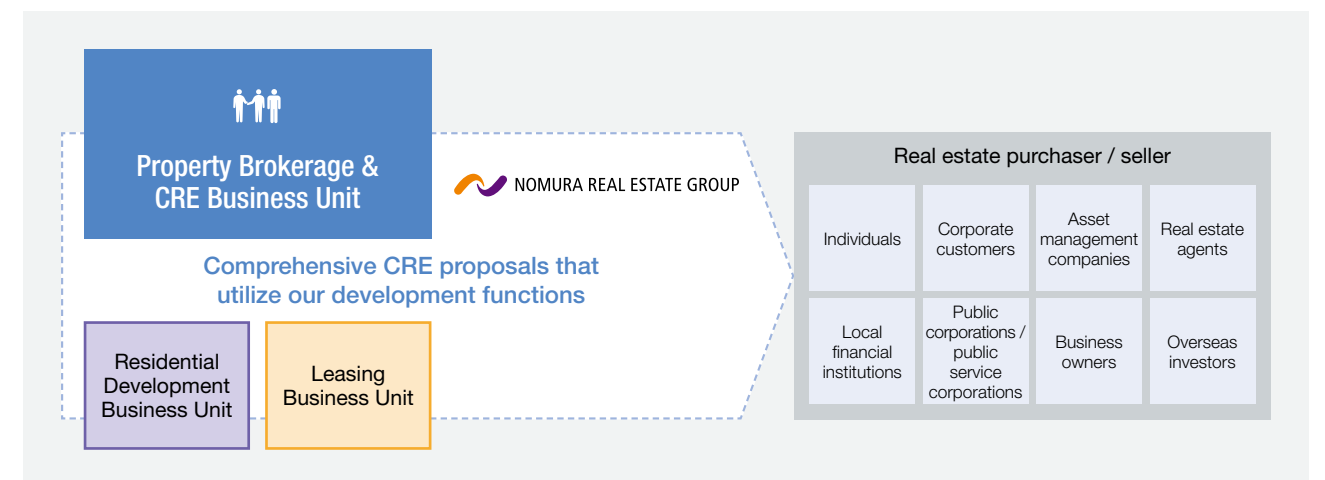 Property Brokerage &
CRE Business Unit
NOMURA REAL ESTATE GROUP
Comprehensive CRE proposals that
utilize our development functions
Residential
Development
Business Unit
Leasing
Business Unit
Real estate purchaser / seller
Individuals
Corporate
customers
Asset
management
companies
Real estate
agents
Local
financial
institutions
Public
corporations /
public
service
corporations
Business
owners
Overseas
investors